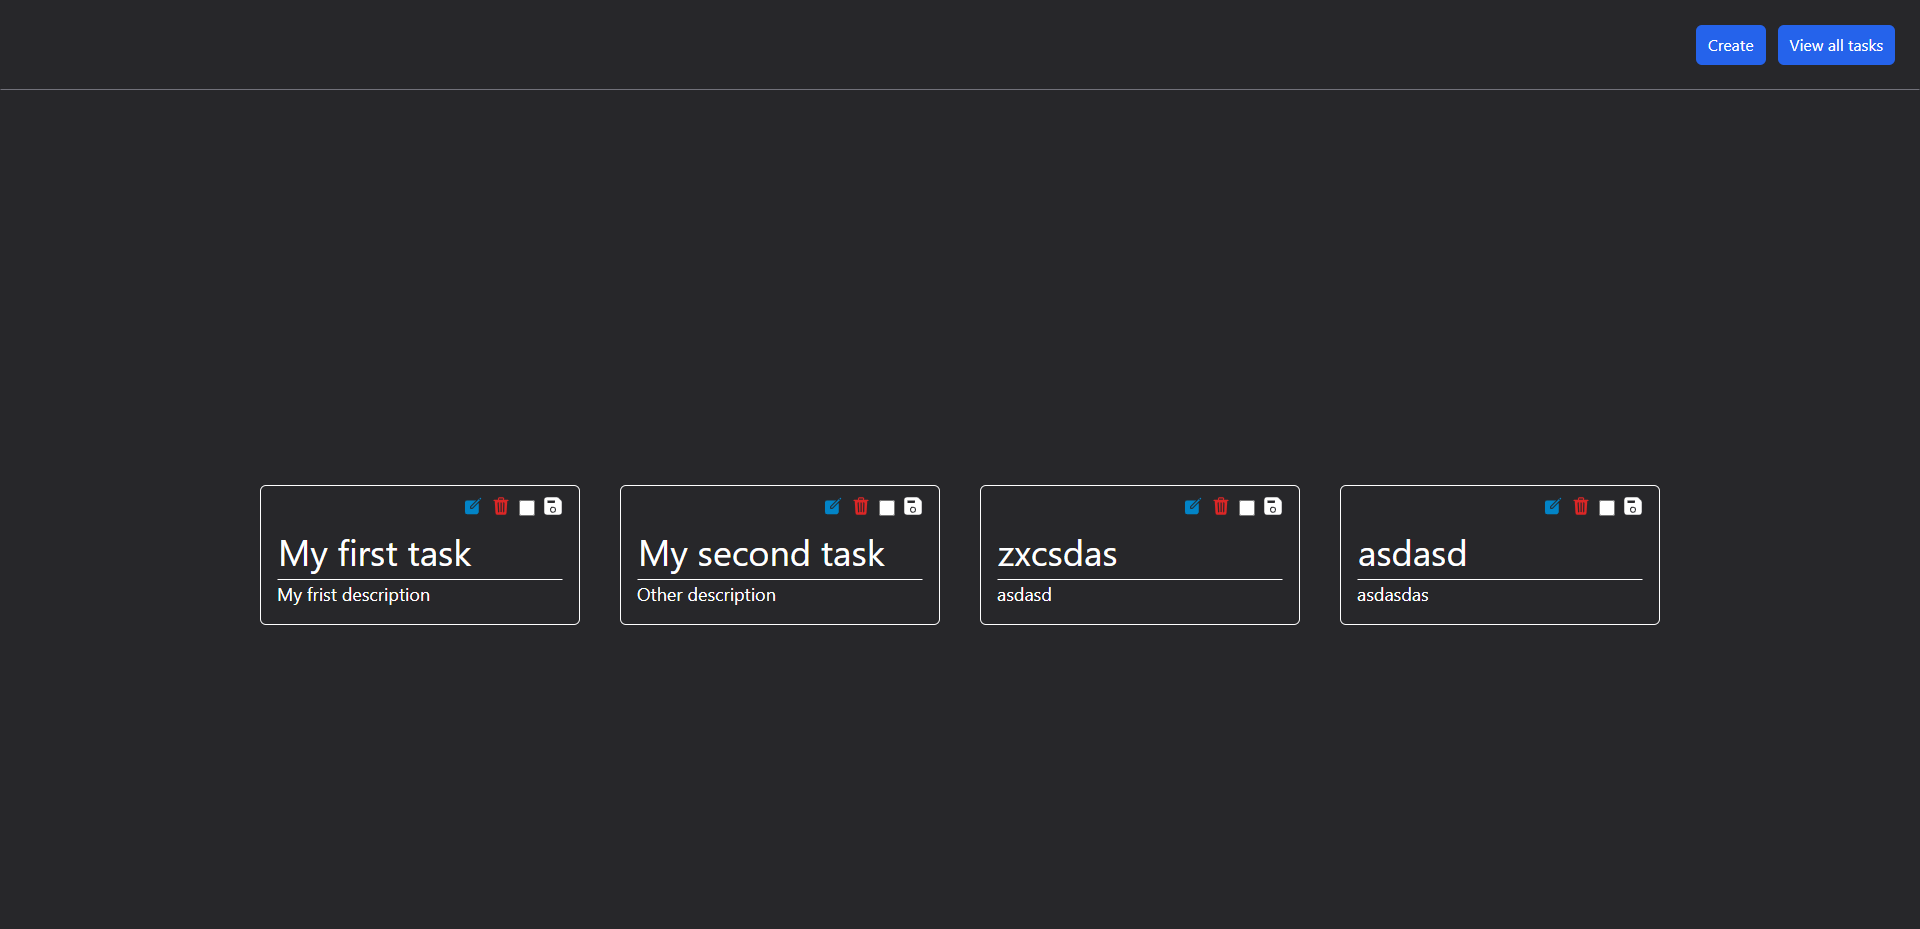 Create View all tasks
My first task
My frist description
My second task
Other description
zxcsdas
asdasd
asdasd
asdasdas